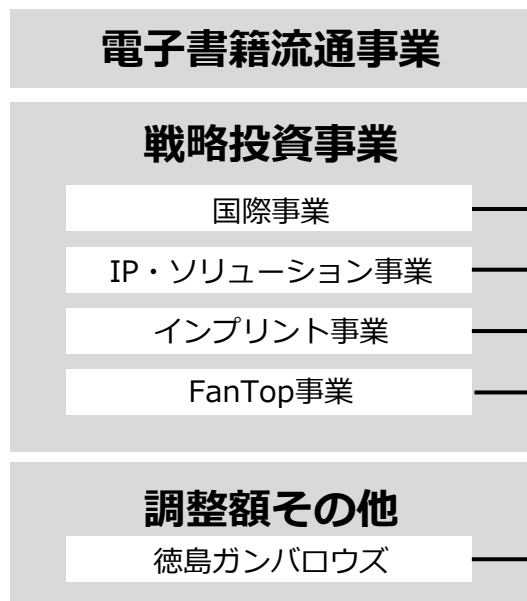 電子書籍流通事業
戦略投資事業
国際事業
IP・ソリューション事業
インプリント事業
FanTop事業
調整額その他
徳島ガンバロウズ